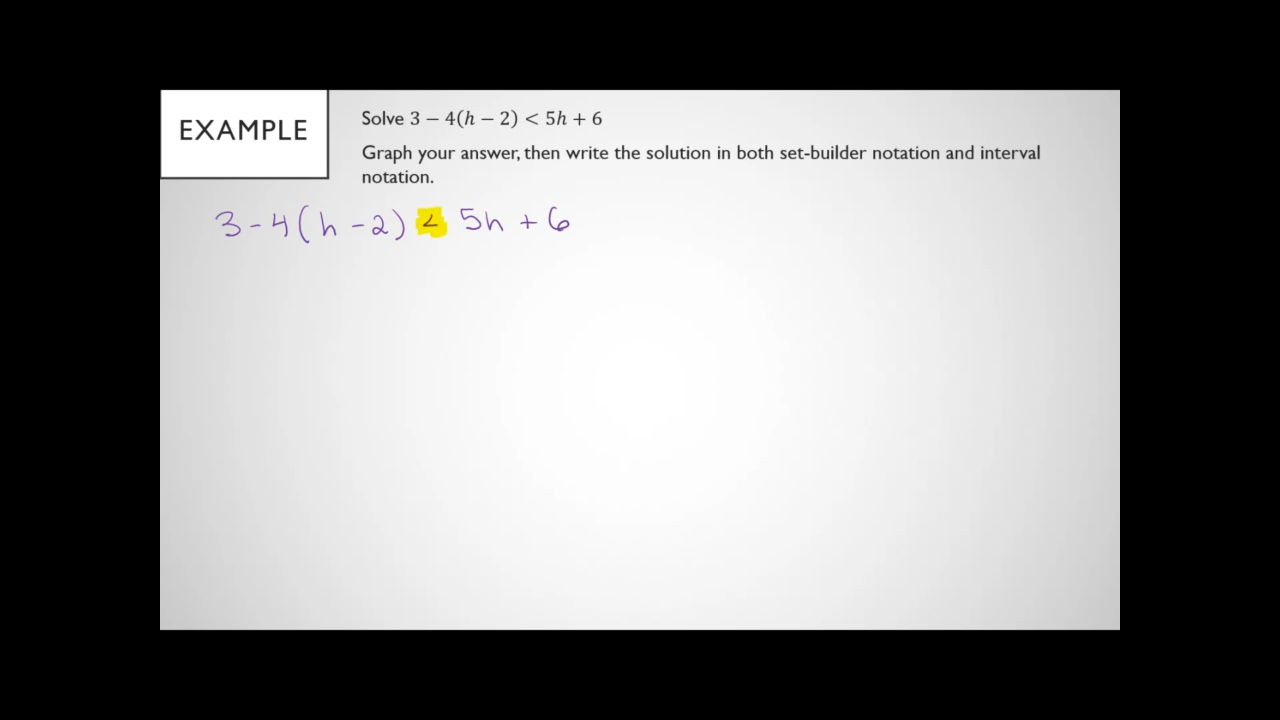 EXAMPLE
Solve 3 − 4(h − 2) < 5h + 6
Graph your answer, then write the solution in both set-builder notation and interval
notation.
3 - 4(h - 2) < 5h + 6